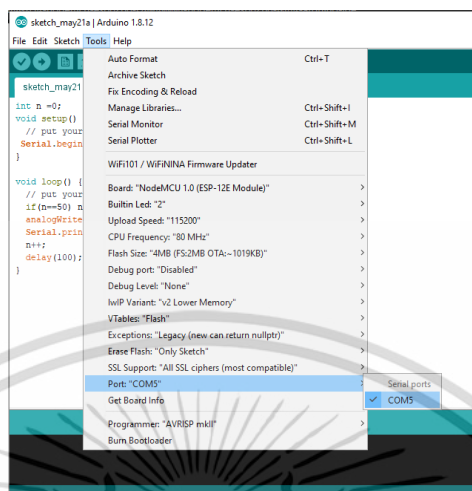 sketch_may21a | Arduino 1.8.12
File Edit Sketch Tools Help
sketch_may21
int n =0;
void setup()
// put your
Serial.begin
}
void loop() {
// put your
if(n==50) n
analogWrite
Serial.prin
n++;
delay(100);
}
Auto Format Ctrl+T
Archive Sketch
Fix Encoding & Reload
Manage Libraries... Ctrl+Shift+I
Serial Monitor Ctrl+Shift+M
Serial Plotter Ctrl+Shift+L
WiFi101 / WiFiNINA Firmware Updater
Board: "NodeMCU 1.0 (ESP-12E Module)"
Builtin Led: "2"
Upload Speed: "115200"
CPU Frequency: "80 MHz"
Flash Size: "4MB (FS:2MB OTA:~1019KB)"
Debug port: "Disabled"
Debug Level: "None"
lwIP Variant: "v2 Lower Memory"
VTables: "Flash"
Exceptions: "Legacy (new can return nullptr)"
Erase Flash: "Only Sketch"
SSL Support: "All SSL ciphers (most compatible)"
Port: "COM5"
Serial ports
COM5
Get Board Info
Programmer: "AVRISP mkII"
Burn Bootloader